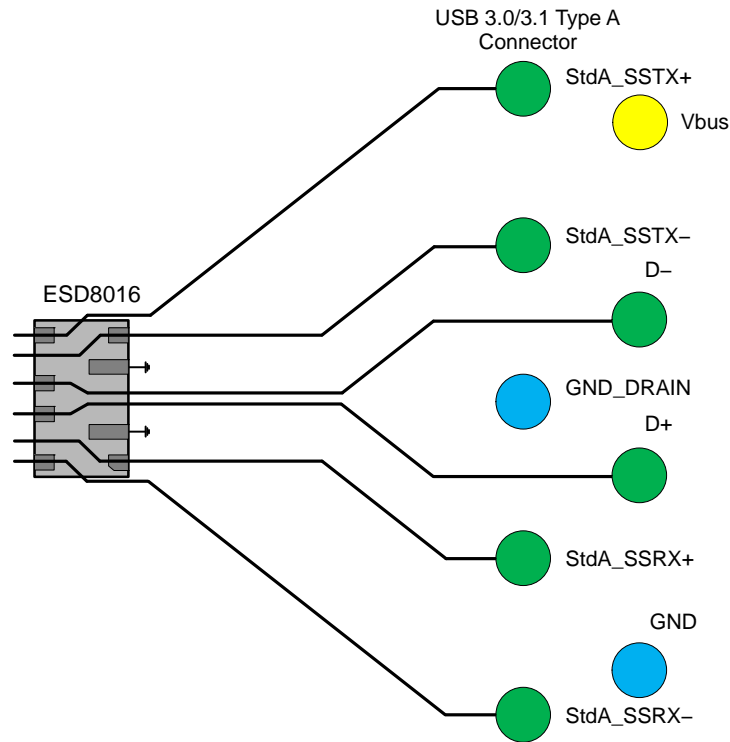 USB 3.0/3.1 Type A
Connector
StdA_SSTX+
Vbus
StdA_SSTX−
D−
ESD8016
GND_DRAIN
D+
StdA_SSRX+
GND
StdA_SSRX−